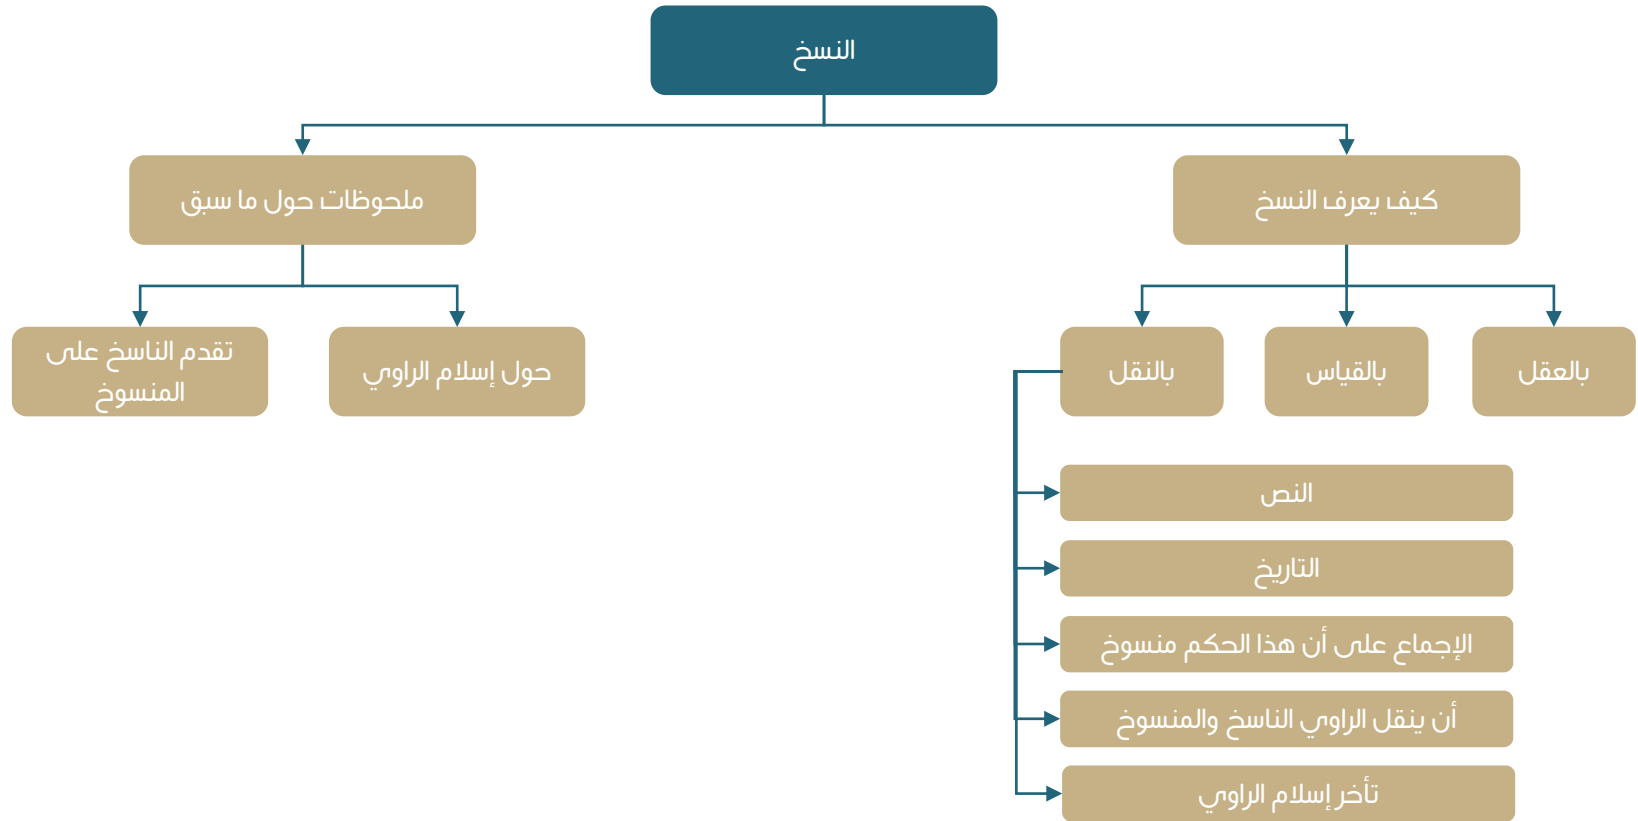 النسخ
كيف يعرف النسخ
ملحوظات حول ما سبق
بالعقل
بالقياس
بالنقل
حول إسلام الراوي
تقدم الناسخ على
المنسوخ
النص
التاريخ
الإجماع على أن هذا الحكم منسوخ
أن ينقل الراوي الناسخ والمنسوخ
تأخر إسلام الراوي